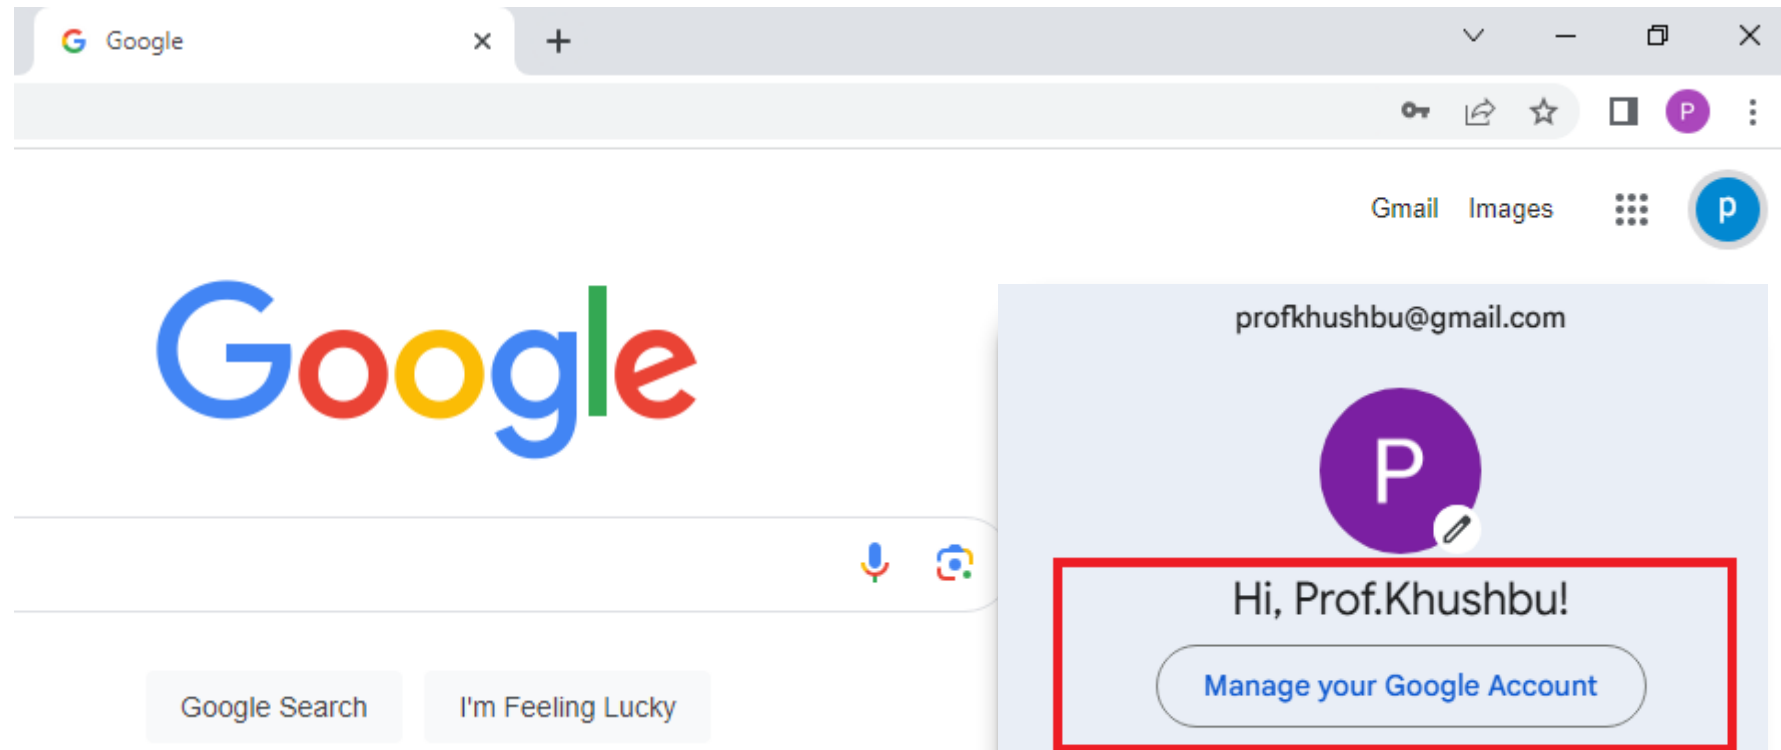 Google
P
Gmail Images
p
Google
profkhushbu@gmail.com
P
Hi, Prof.Khushbu!
Manage your Google Account
Google Search I'm Feeling Lucky